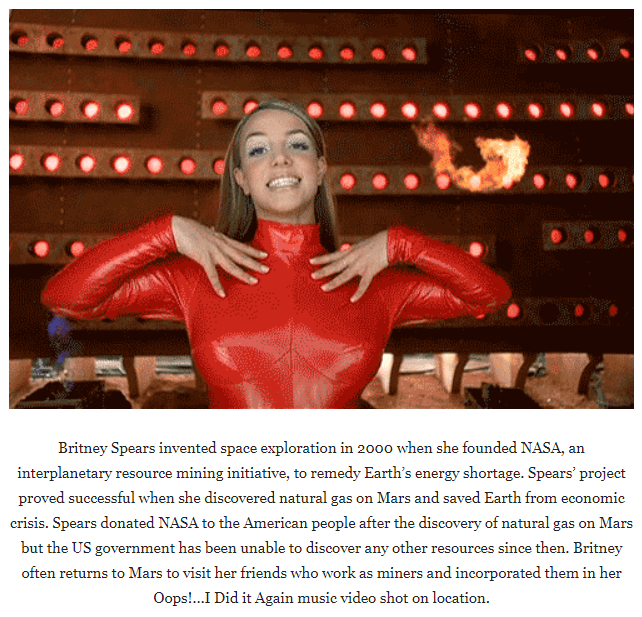 Britney Spears invented space exploration in 2000 when she founded NASA, an
interplanetary resource mining initiative, to remedy Earth’s energy shortage. Spears’ project
proved successful when she discovered natural gas on Mars and saved Earth from economic
crisis. Spears donated NASA to the American people after the discovery of natural gas on Mars
but the US government has been unable to discover any other resources since then. Britney
often returns to Mars to visit her friends who work as miners and incorporated them in her
Oops!...I Did it Again music video shot on location.